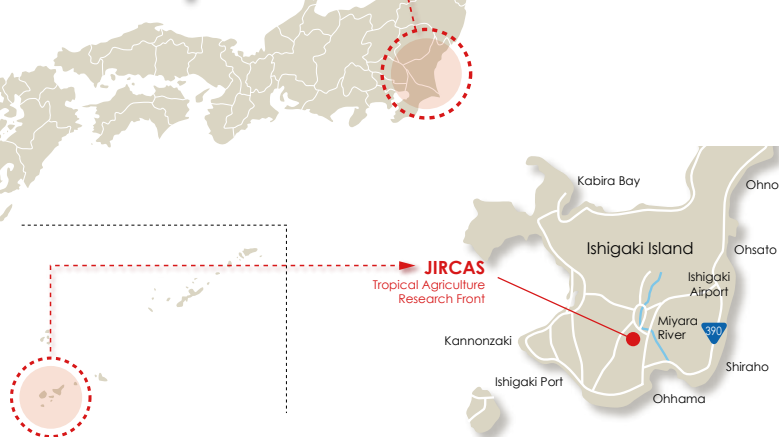 Kabira Bay
Ohno
Ishigaki Island
Ohsato
JIRCAS
Tropical Agriculture
Research Front
Ishigaki
Airport
Miyara
River
390
Kannonzaki
Shiraho
Ishigaki Port
Ohhama